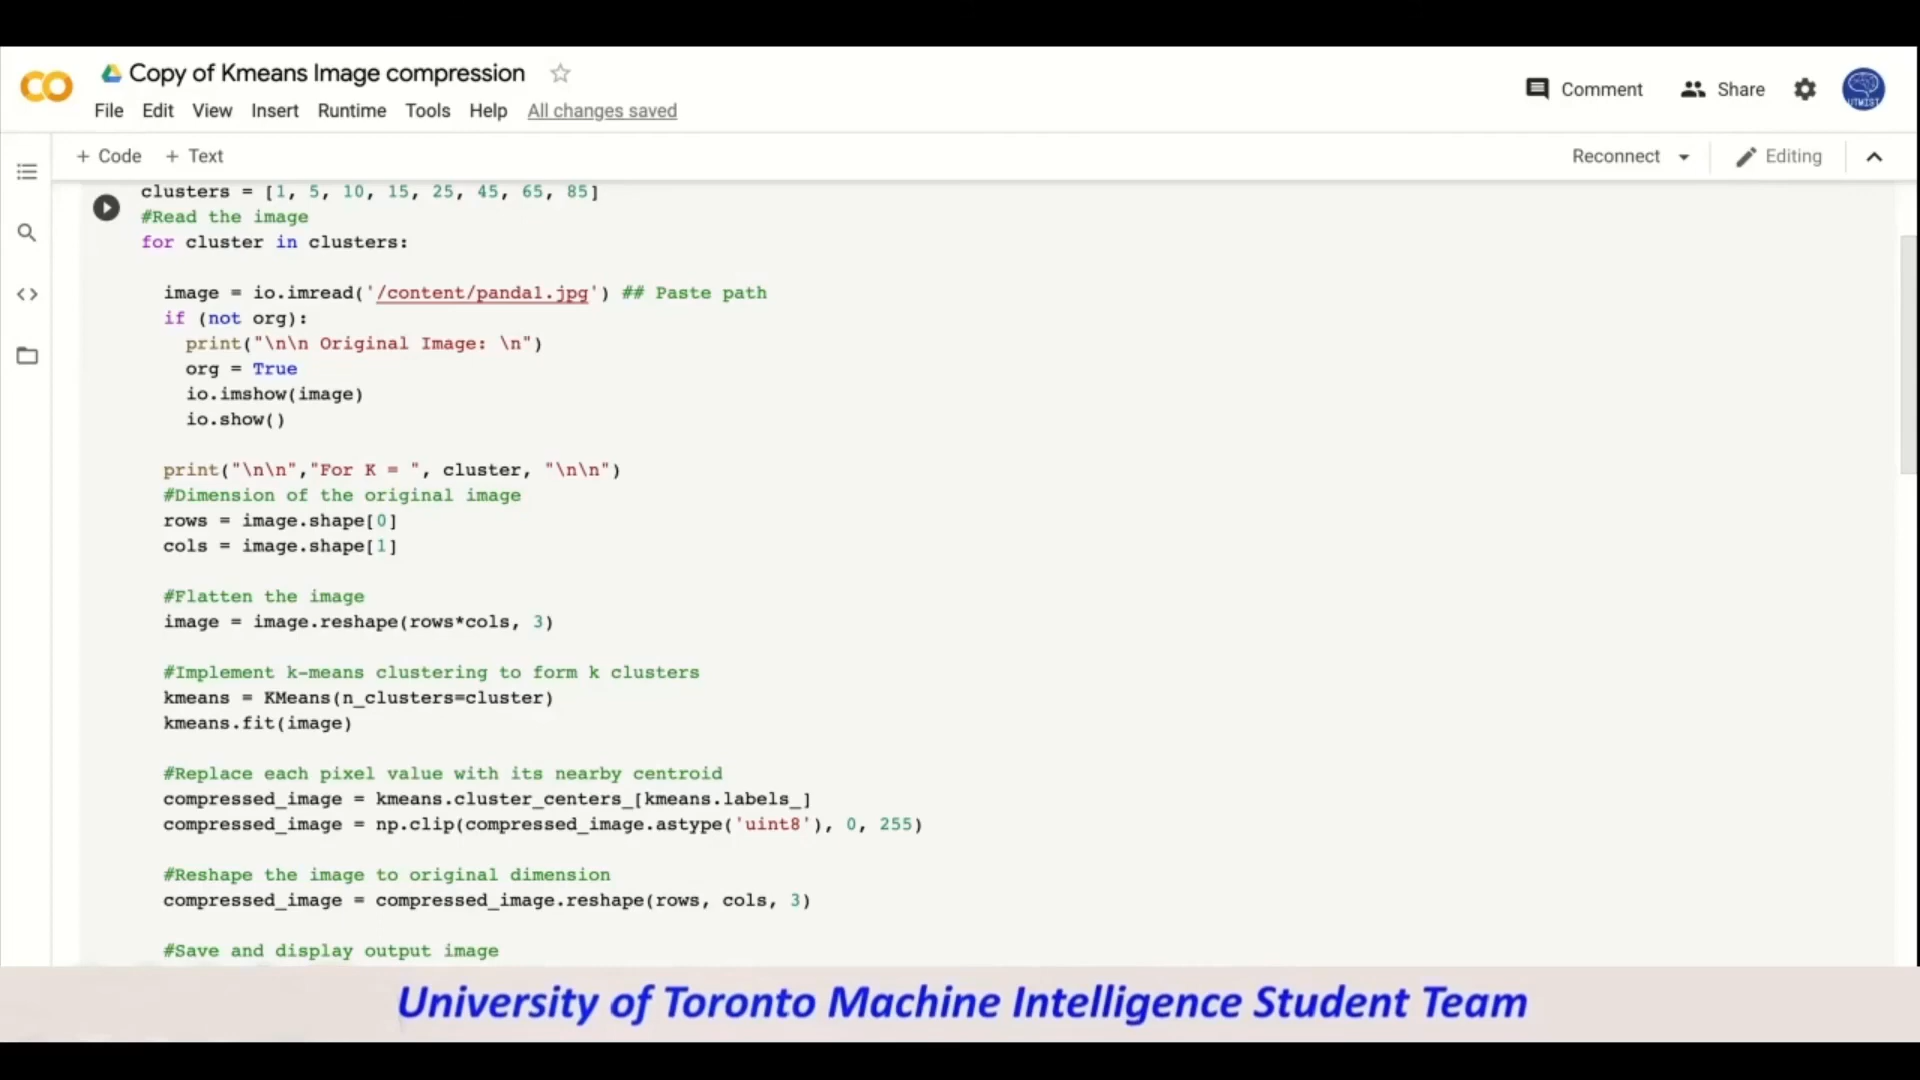 Copy of Kmeans Image compression
File Edit View Insert Runtime Tools Help All changes saved
Comment Share
UTMIST
+ Code + Text
Reconnect Editing
clusters = [1, 5, 10, 15, 25, 45, 65, 85]
#Read the image
for cluster in clusters:
image = io.imread('/content/pandal.jpg') ## Paste path
if (not org):
print("\n\n Original Image: \n")
org = True
io.imshow(image)
io.show()
print("\n\n","For K = ", cluster, "\n\n")
#Dimension of the original image
rows = image.shape[0]
cols = image.shape[1]
#Flatten the image
image = image.reshape(rows*cols, 3)
#Implement k-means clustering to form k clusters
kmeans = KMeans(n_clusters=cluster)
kmeans.fit(image)
#Replace each pixel value with its nearby centroid
compressed_image = kmeans.cluster_centers_[kmeans.labels_]
compressed_image = np.clip(compressed_image.astype('uint8'), 0, 255)
#Reshape the image to original dimension
compressed_image = compressed_image.reshape(rows, cols, 3)
#Save and display output image
University of Toronto Machine Intelligence Student Team